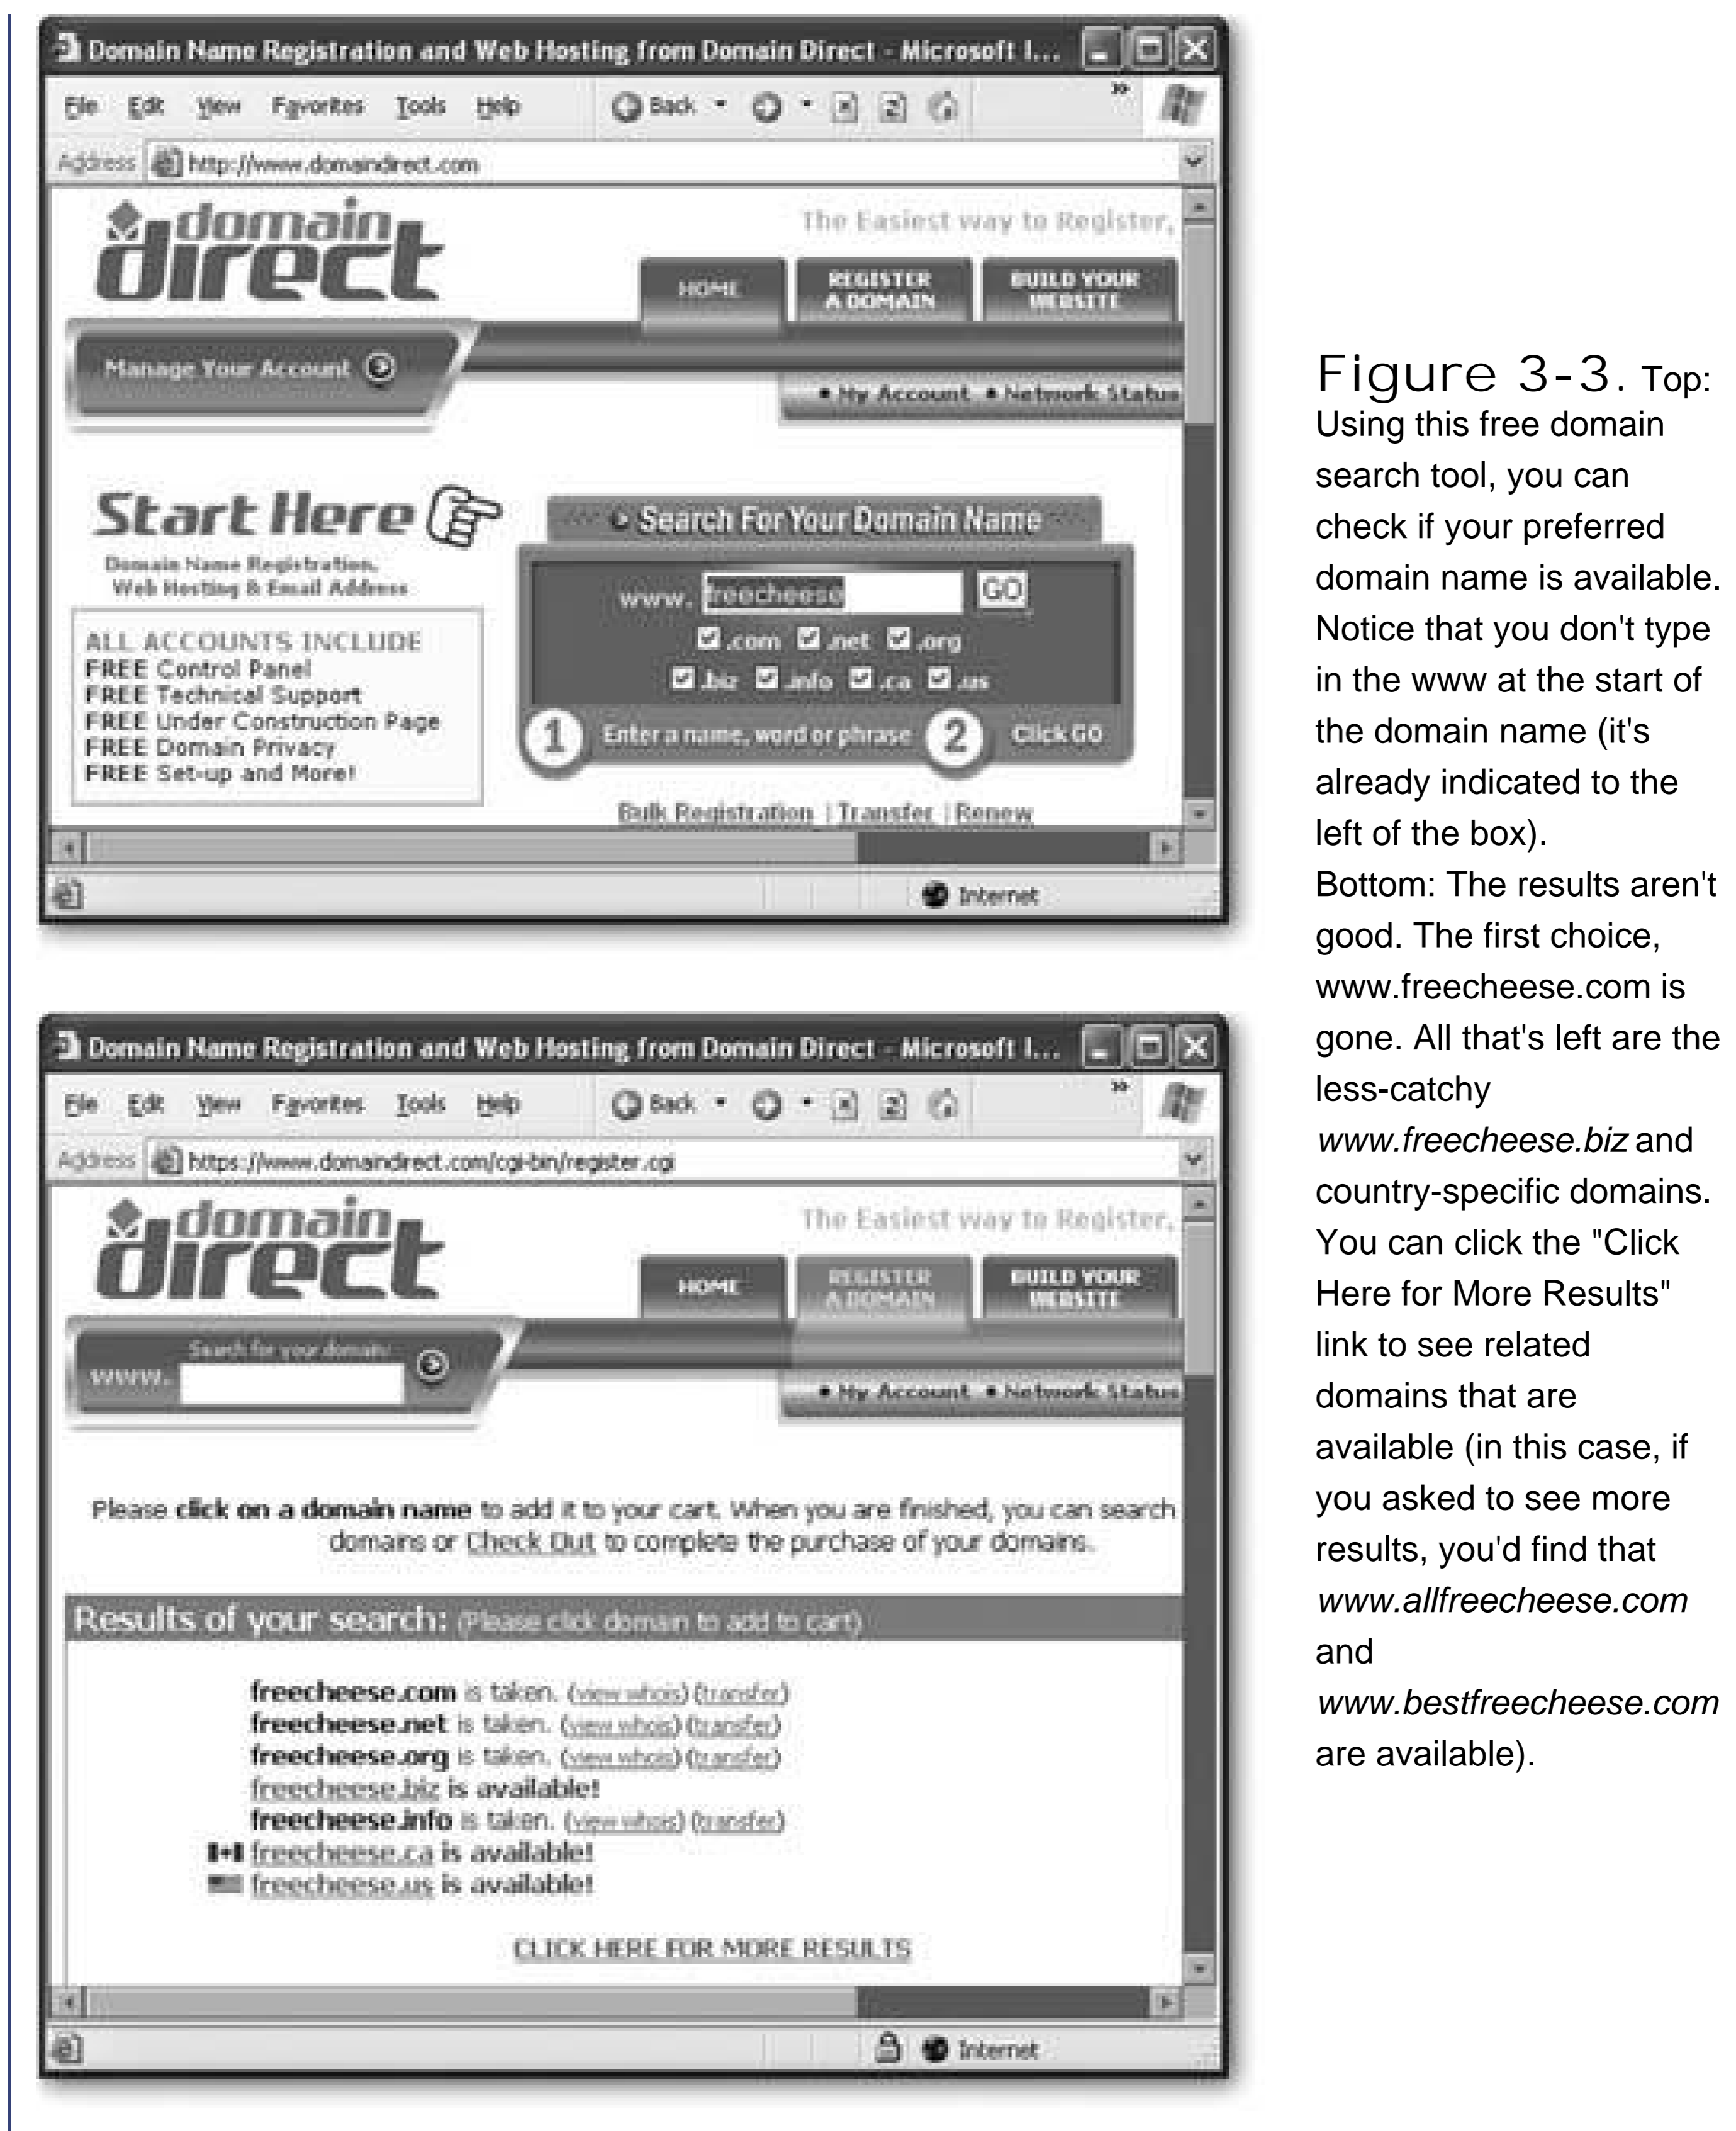 Domain Name Registration and Web Hosting from Domain Direct - Microsoft I...
File Edit View Favorites Tools Help Back »
Address http://www.domaindirect.com
domain
direct
The Easiest way to Register,
HOME
REGISTER
A DOMAIN
BUILD YOUR
WEBSITE
Manage Your Account
• My Account • Network Status
Start Here
Domain Name Registration,
Web Hosting & Email Address
ALL ACCOUNTS INCLUDE
FREE Control Panel
FREE Technical Support
FREE Under Construction Page
FREE Domain Privacy
FREE Set-up and More!
Search For Your Domain Name
www. freecheese GO
.com .net .org
.biz .info .ca .us
1 Enter a name, word or phrase 2 Click GO
Bulk Registration | Transfer | Renew
Internet
Domain Name Registration and Web Hosting from Domain Direct - Microsoft I...
File Edit View Favorites Tools Help Back »
Address https://www.domaindirect.com/cgi-bin/register.cgi
domain
direct
The Easiest way to Register,
HOME
REGISTER
A DOMAIN
BUILD YOUR
WEBSITE
Search for your domain
www.
• My Account • Network Status
Please click on a domain name to add it to your cart. When you are finished, you can search
domains or Check Out to complete the purchase of your domains.
Results of your search: (Please click domain to add to cart)
freecheese.com is taken. (view whois) (transfer)
freecheese.net is taken. (view whois) (transfer)
freecheese.org is taken. (view whois) (transfer)
freecheese.biz is available!
freecheese.info is taken. (view whois) (transfer)
freecheese.ca is available!
freecheese.us is available!
CLICK HERE FOR MORE RESULTS
Internet
Figure 3-3. Top:
Using this free domain
search tool, you can
check if your preferred
domain name is available.
Notice that you don't type
in the www at the start of
the domain name (it's
already indicated to the
left of the box).
Bottom: The results aren't
good. The first choice,
www.freecheese.com is
gone. All that's left are the
less-catchy
www.freecheese.biz and
country-specific domains.
You can click the "Click
Here for More Results"
link to see related
domains that are
available (in this case, if
you asked to see more
results, you'd find that
www.allfreecheese.com
and
www.bestfreecheese.com
are available).